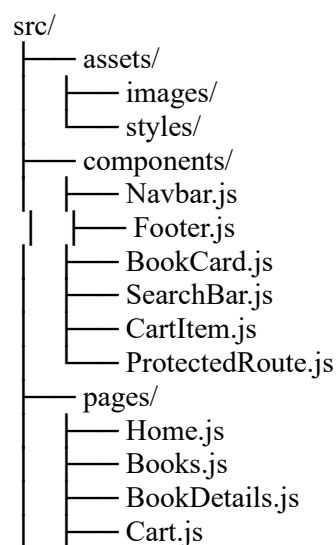 src/
├── assets/
│   ├── images/
│   └── styles/
├── components/
│   ├── Navbar.js
│   ├── Footer.js
│   ├── BookCard.js
│   ├── SearchBar.js
│   ├── CartItem.js
│   └── ProtectedRoute.js
├── pages/
│   ├── Home.js
│   ├── Books.js
│   ├── BookDetails.js
│   ├── Cart.js